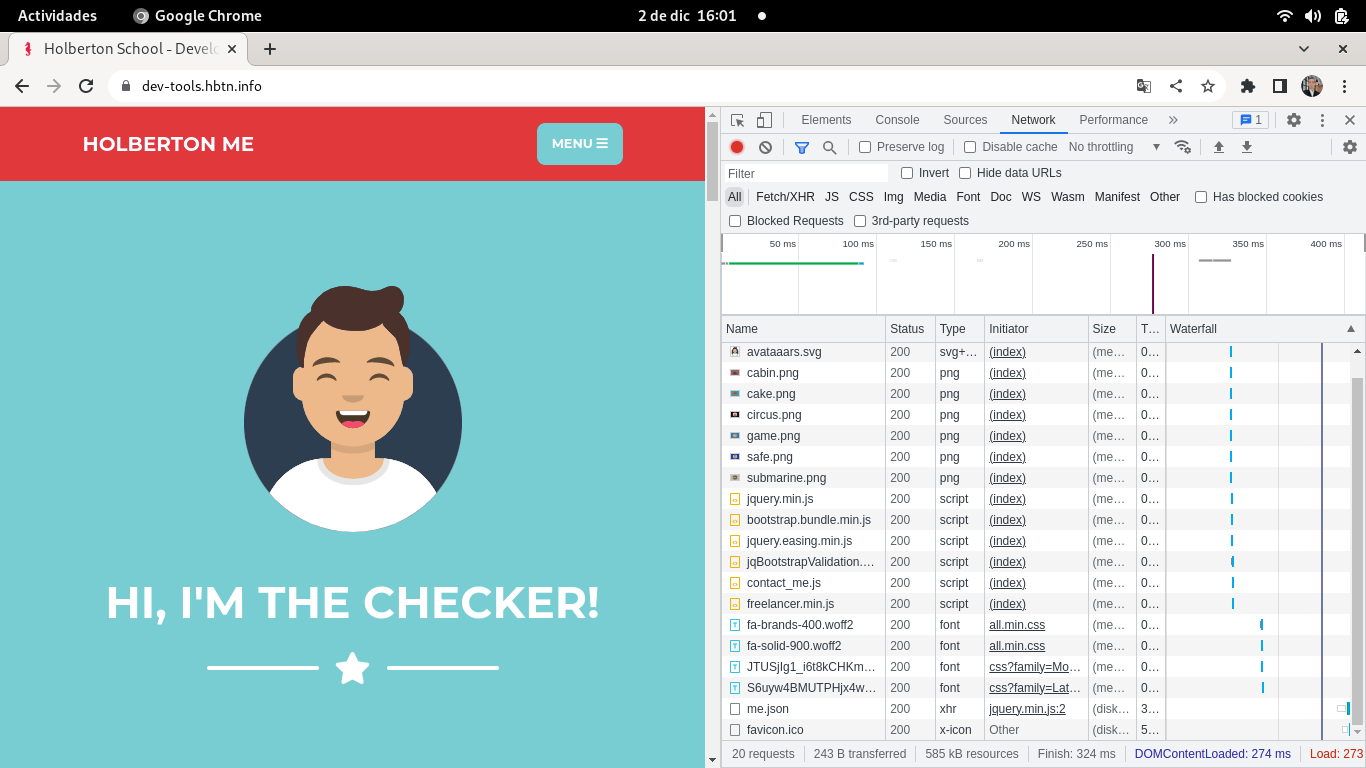 Actividades Google Chrome 2 de dic 16:01
Holberton School - Devel
dev-tools.hbtn.info
HOLBERTON ME
MENU
HI, I'M THE CHECKER!
Elements Console Sources Network Performance » 1
Preserve log Disable cache No throttling
Filter Invert Hide data URLs
All Fetch/XHR JS CSS Img Media Font Doc WS Wasm Manifest Other Has blocked cookies
Blocked Requests 3rd-party requests
50 ms 100 ms 150 ms 200 ms 250 ms 300 ms 350 ms 400 ms
Name Status Type Initiator Size T... Waterfall
avataaars.svg 200 svg+... (index) (me... 0...
cabin.png 200 png (index) (me... 0...
cake.png 200 png (index) (me... 0...
circus.png 200 png (index) (me... 0...
game.png 200 png (index) (me... 0...
safe.png 200 png (index) (me... 0...
submarine.png 200 png (index) (me... 0...
jquery.min.js 200 script (index) (me... 0...
bootstrap.bundle.min.js 200 script (index) (me... 0...
jquery.easing.min.js 200 script (index) (me... 0...
jqBootstrapValidation.... 200 script (index) (me... 0...
contact_me.js 200 script (index) (me... 0...
freelancer.min.js 200 script (index) (me... 0...
fa-brands-400.woff2 200 font all.min.css (me... 0...
fa-solid-900.woff2 200 font all.min.css (me... 0...
JTUSjIg1_i6t8kCHKm... 200 font css?family=Mo... (me... 0...
S6uyw4BMUTPHjx4w... 200 font css?family=Lat... (me... 0...
me.json 200 xhr jquery.min.js:2 (disk... 3...
favicon.ico 200 x-icon Other (disk... 5...
20 requests 243 B transferred 585 kB resources Finish: 324 ms DOMContentLoaded: 274 ms Load: 273